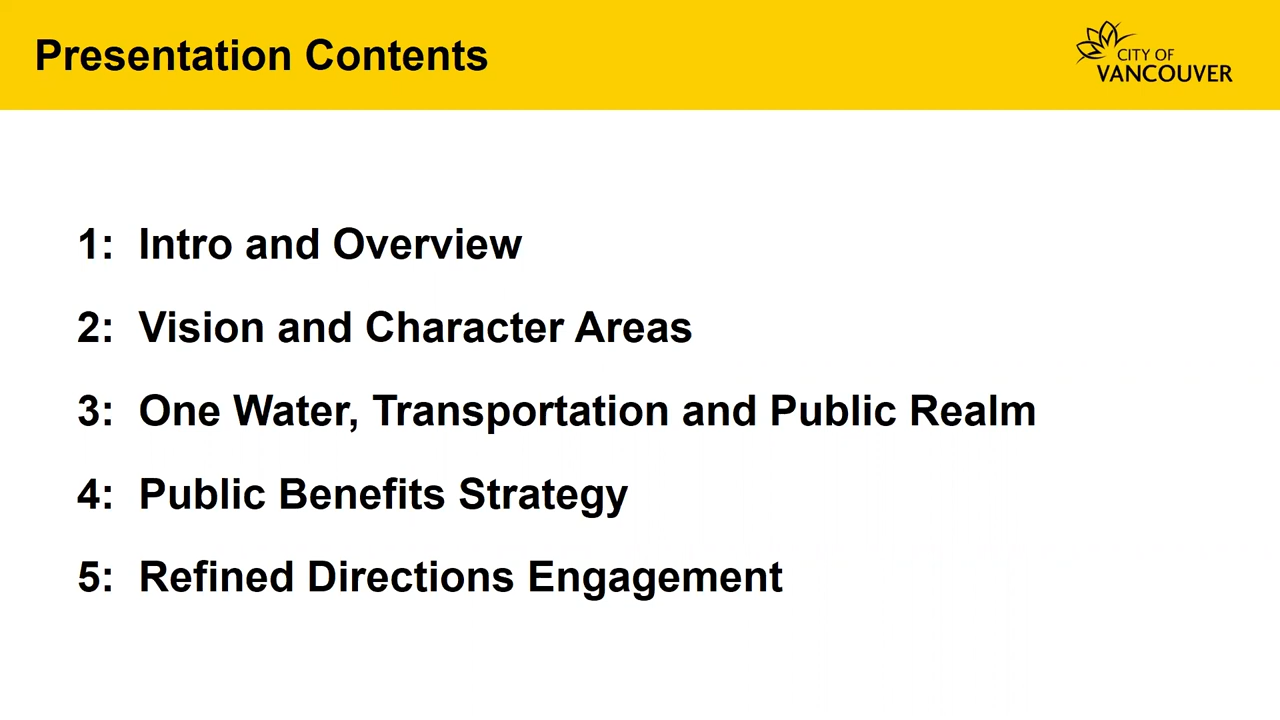 Presentation Contents
CITY OF
VANCOUVER
1: Intro and Overview
2: Vision and Character Areas
3: One Water, Transportation and Public Realm
4: Public Benefits Strategy
5: Refined Directions Engagement